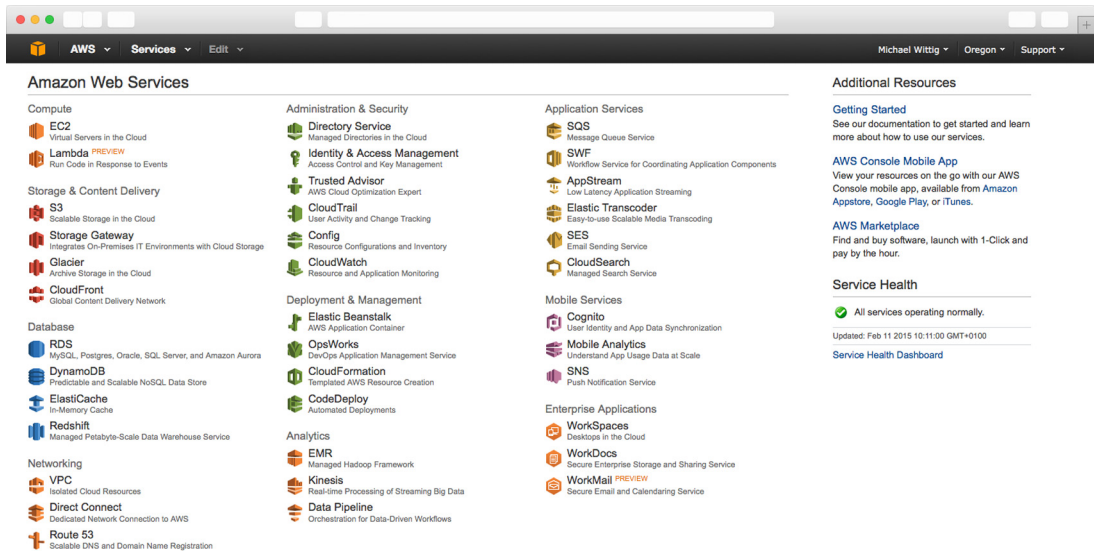 AWS Services Edit Michael Wittig Oregon Support
Amazon Web Services
Compute
EC2
Virtual Servers in the Cloud
Lambda PREVIEW
Run Code in Response to Events
Storage & Content Delivery
S3
Scalable Storage in the Cloud
Storage Gateway
Integrates On-Premises IT Environments with Cloud Storage
Glacier
Archive Storage in the Cloud
CloudFront
Global Content Delivery Network
Database
RDS
MySQL, Postgres, Oracle, SQL Server, and Amazon Aurora
DynamoDB
Predictable and Scalable NoSQL Data Store
ElastiCache
In-Memory Cache
Redshift
Managed Petabyte-Scale Data Warehouse Service
Networking
VPC
Isolated Cloud Resources
Direct Connect
Dedicated Network Connection to AWS
Route 53
Scalable DNS and Domain Name Registration
Administration & Security
Directory Service
Managed Directories in the Cloud
Identity & Access Management
Access Control and Key Management
Trusted Advisor
AWS Cloud Optimization Expert
CloudTrail
User Activity and Change Tracking
Config
Resource Configurations and Inventory
CloudWatch
Resource and Application Monitoring
Deployment & Management
Elastic Beanstalk
AWS Application Container
OpsWorks
DevOps Application Management Service
CloudFormation
Templated AWS Resource Creation
CodeDeploy
Automated Deployments
Analytics
EMR
Managed Hadoop Framework
Kinesis
Real-time Processing of Streaming Big Data
Data Pipeline
Orchestration for Data-Driven Workflows
Application Services
SQS
Message Queue Service
SWF
Workflow Service for Coordinating Application Components
AppStream
Low Latency Application Streaming
Elastic Transcoder
Easy-to-use Scalable Media Transcoding
SES
Email Sending Service
CloudSearch
Managed Search Service
Mobile Services
Cognito
User Identity and App Data Synchronization
Mobile Analytics
Understand App Usage Data at Scale
SNS
Push Notification Service
Enterprise Applications
WorkSpaces
Desktops in the Cloud
WorkDocs
Secure Enterprise Storage and Sharing Service
WorkMail PREVIEW
Secure Email and Calendaring Service
Additional Resources
Getting Started
See our documentation to get started and learn
more about how to use our services.
AWS Console Mobile App
View your resources on the go with our AWS
Console mobile app, available from Amazon
Appstore, Google Play, or iTunes.
AWS Marketplace
Find and buy software, launch with 1-Click and
pay by the hour.
Service Health
All services operating normally.
Updated: Feb 11 2015 10:11:00 GMT+0100
Service Health Dashboard